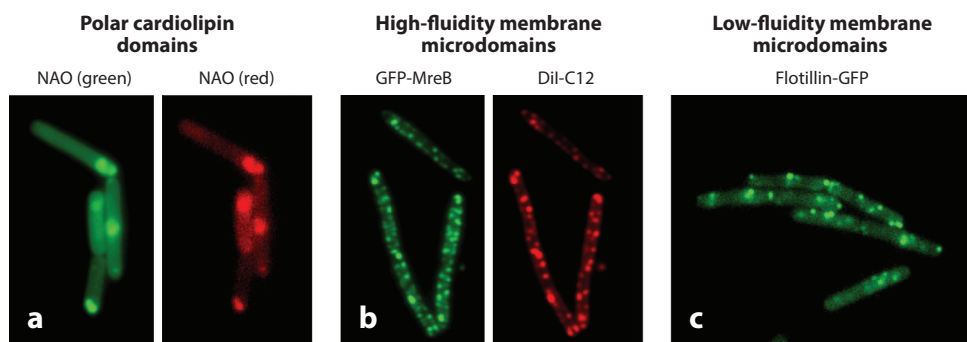 Polar cardiolipin
domains
NAO (green)
NAO (red)
a
High-fluidity membrane
microdomains
GFP-MreB
DiI-C12
b
Low-fluidity membrane
microdomains
Flotillin-GFP
c